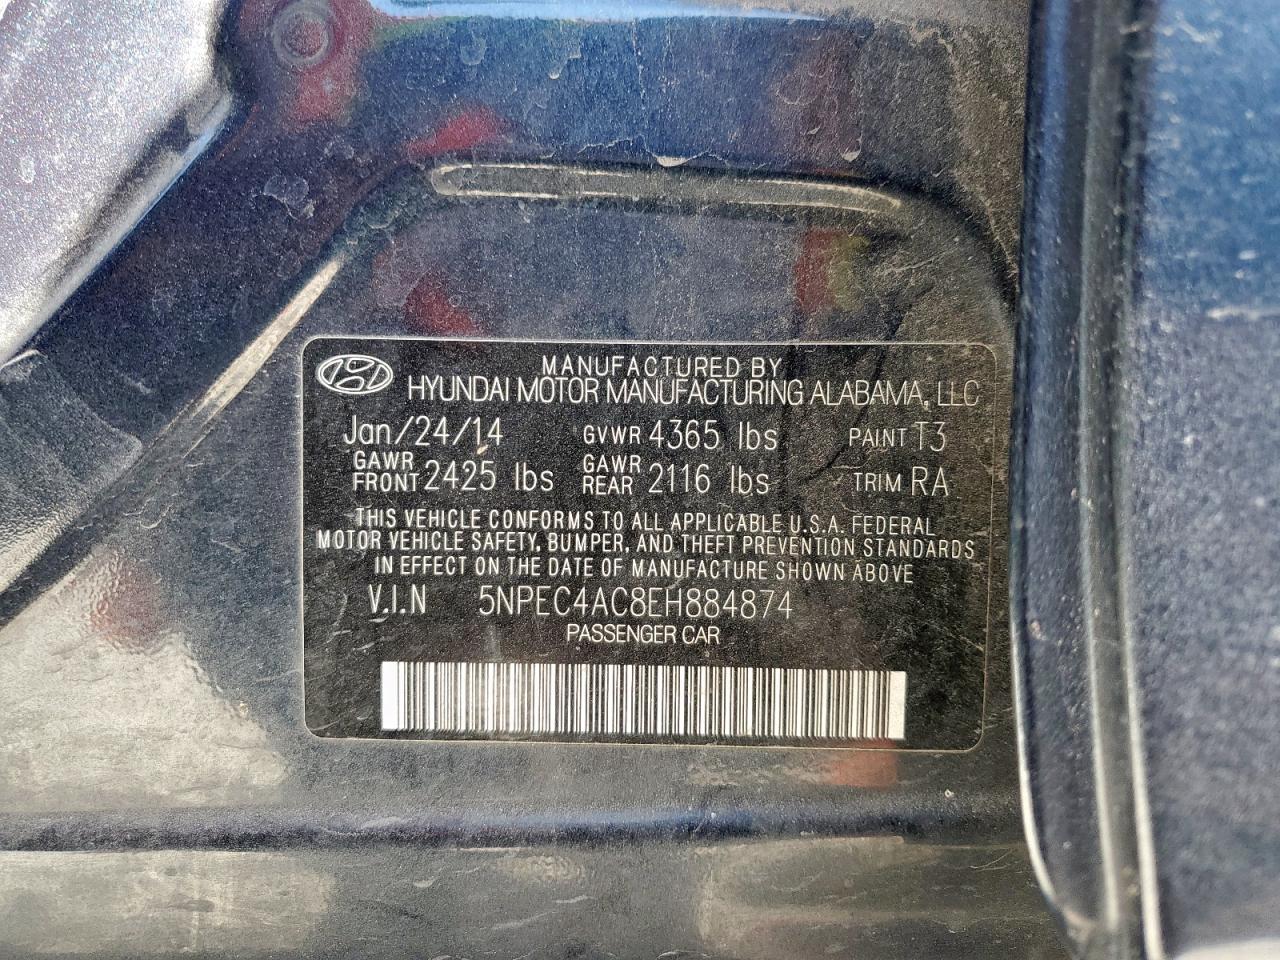 MANUFACTURED BY
HYUNDAI MOTOR MANUFACTURING ALABAMA, LLC
Jan/24/14 GVWR 4365 lbs PAINT T3
GAWR FRONT 2425 lbs GAWR REAR 2116 lbs TRIM RA
THIS VEHICLE CONFORMS TO ALL APPLICABLE U.S.A. FEDERAL
MOTOR VEHICLE SAFETY, BUMPER, AND THEFT PREVENTION STANDARDS
IN EFFECT ON THE DATE OF MANUFACTURE SHOWN ABOVE
V.I.N 5NPEC4AC8EH884874
PASSENGER CAR